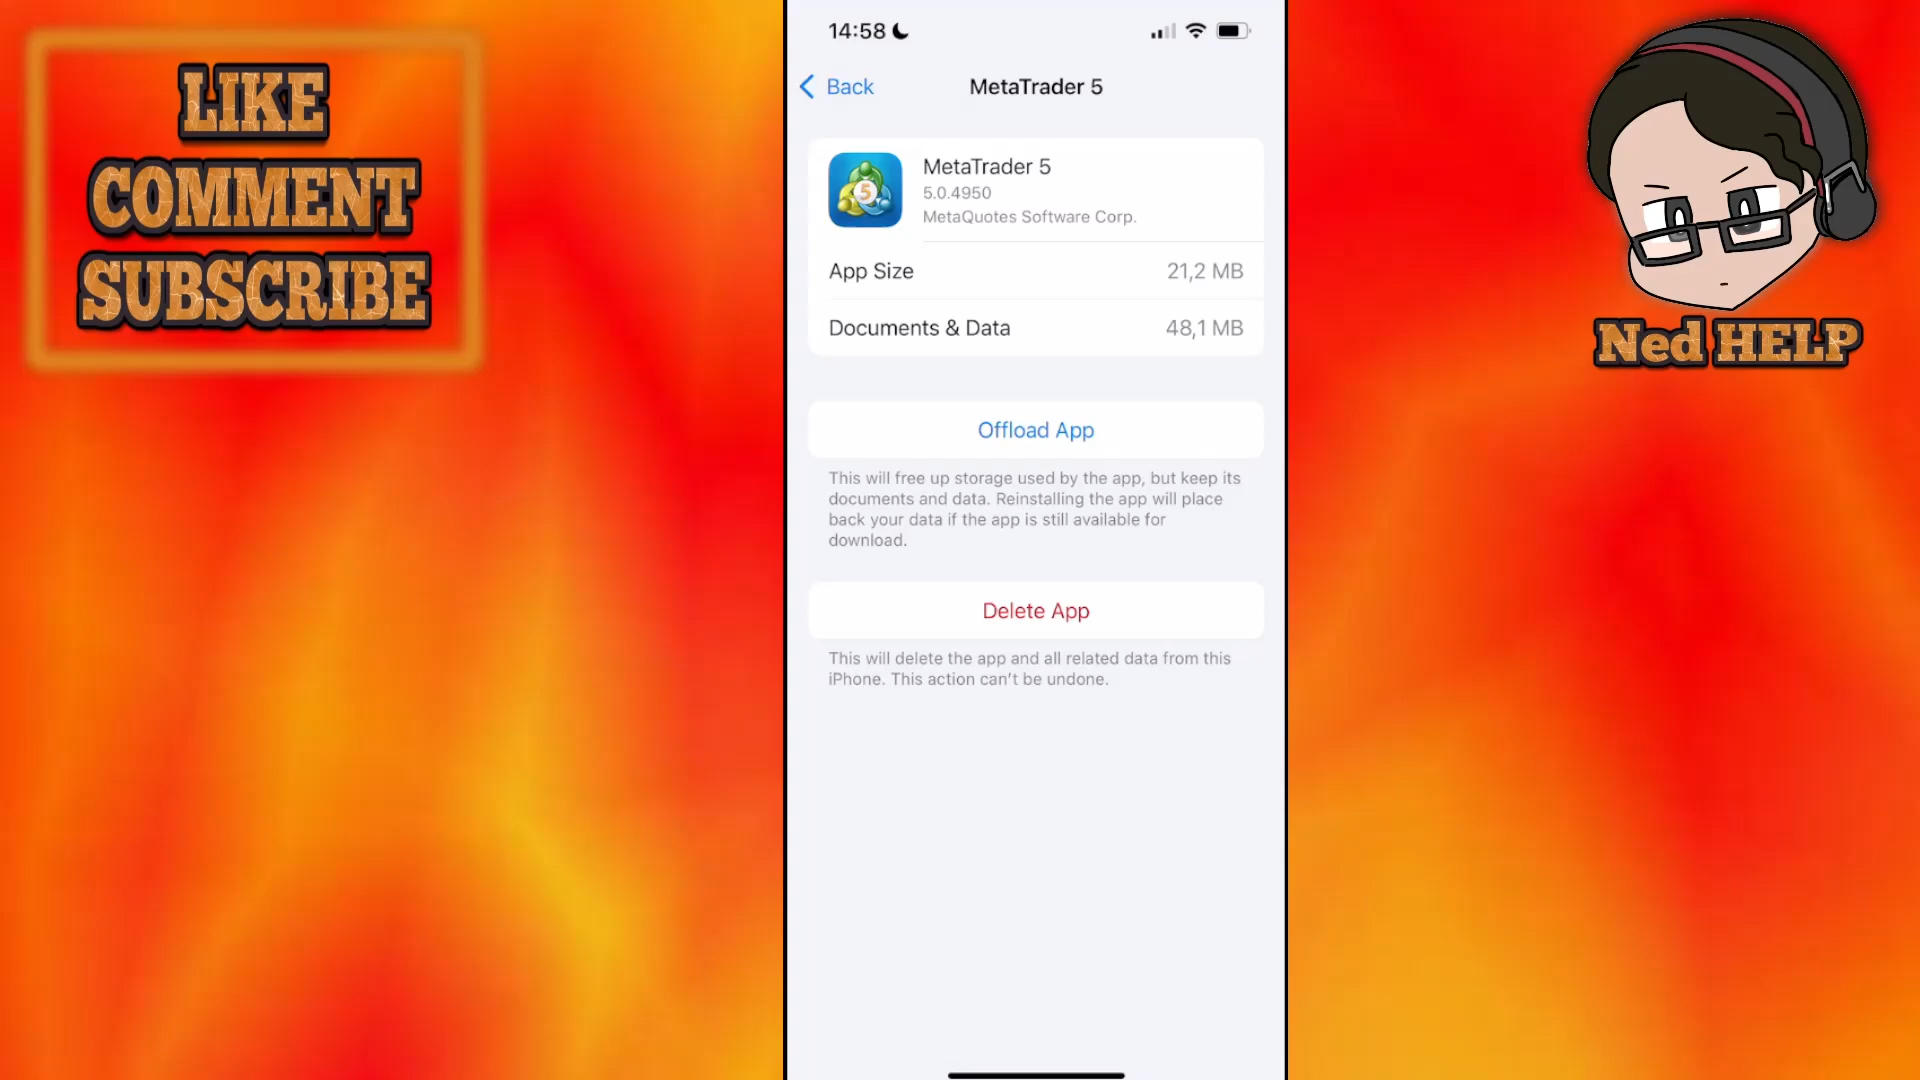 LIKE
COMMENT
SUBSCRIBE
14:58
Back
MetaTrader 5
MetaTrader 5
5.0.4950
MetaQuotes Software Corp.
App Size 21,2 MB
Documents & Data 48,1 MB
Offload App
This will free up storage used by the app, but keep its
documents and data. Reinstalling the app will place
back your data if the app is still available for
download.
Delete App
This will delete the app and all related data from this
iPhone. This action can't be undone.
5
Ned HELP